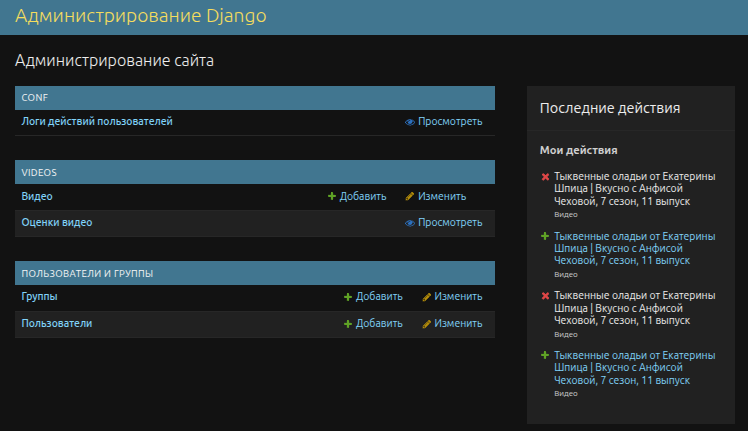 Администрирование Django
Администрирование сайта
CONF
Логи действий пользователей Просмотреть
VIDEOS
Видео Добавить Изменить
Оценки видео Просмотреть
ПОЛЬЗОВАТЕЛИ И ГРУППЫ
Группы Добавить Изменить
Пользователи Добавить Изменить
Последние действия
Мои действия
Тыквенные оладьи от Екатерины
Шпица | Вкусно с Анфисой
Чеховой, 7 сезон, 11 выпуск
Видео
Тыквенные оладьи от Екатерины
Шпица | Вкусно с Анфисой
Чеховой, 7 сезон, 11 выпуск
Видео
Тыквенные оладьи от Екатерины
Шпица | Вкусно с Анфисой
Чеховой, 7 сезон, 11 выпуск
Видео
Тыквенные оладьи от Екатерины
Шпица | Вкусно с Анфисой
Чеховой, 7 сезон, 11 выпуск
Видео